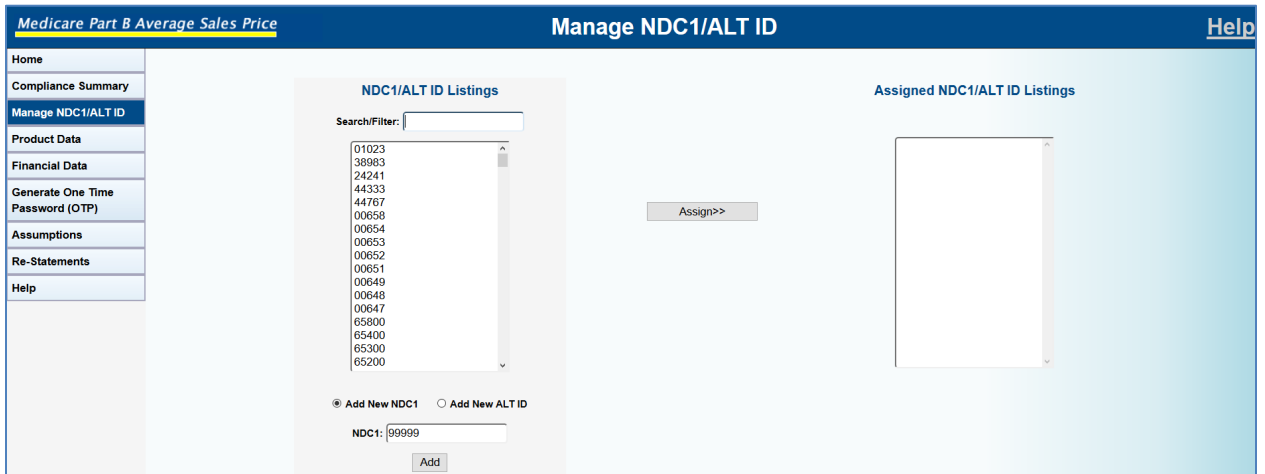 Medicare Part B Average Sales Price
Manage NDC1/ALT ID
Help
Home
Compliance Summary
Manage NDC1/ALT ID
Product Data
Financial Data
Generate One Time
Password (OTP)
Assumptions
Re-Statements
Help
NDC1/ALT ID Listings
Search/Filter:
01023
38983
24241
44333
44767
00658
00654
00653
00652
00651
00649
00648
00647
65800
65400
65300
65200
Add New NDC1 Add New ALT ID
NDC1: 99999
Add
Assign>>
Assigned NDC1/ALT ID Listings